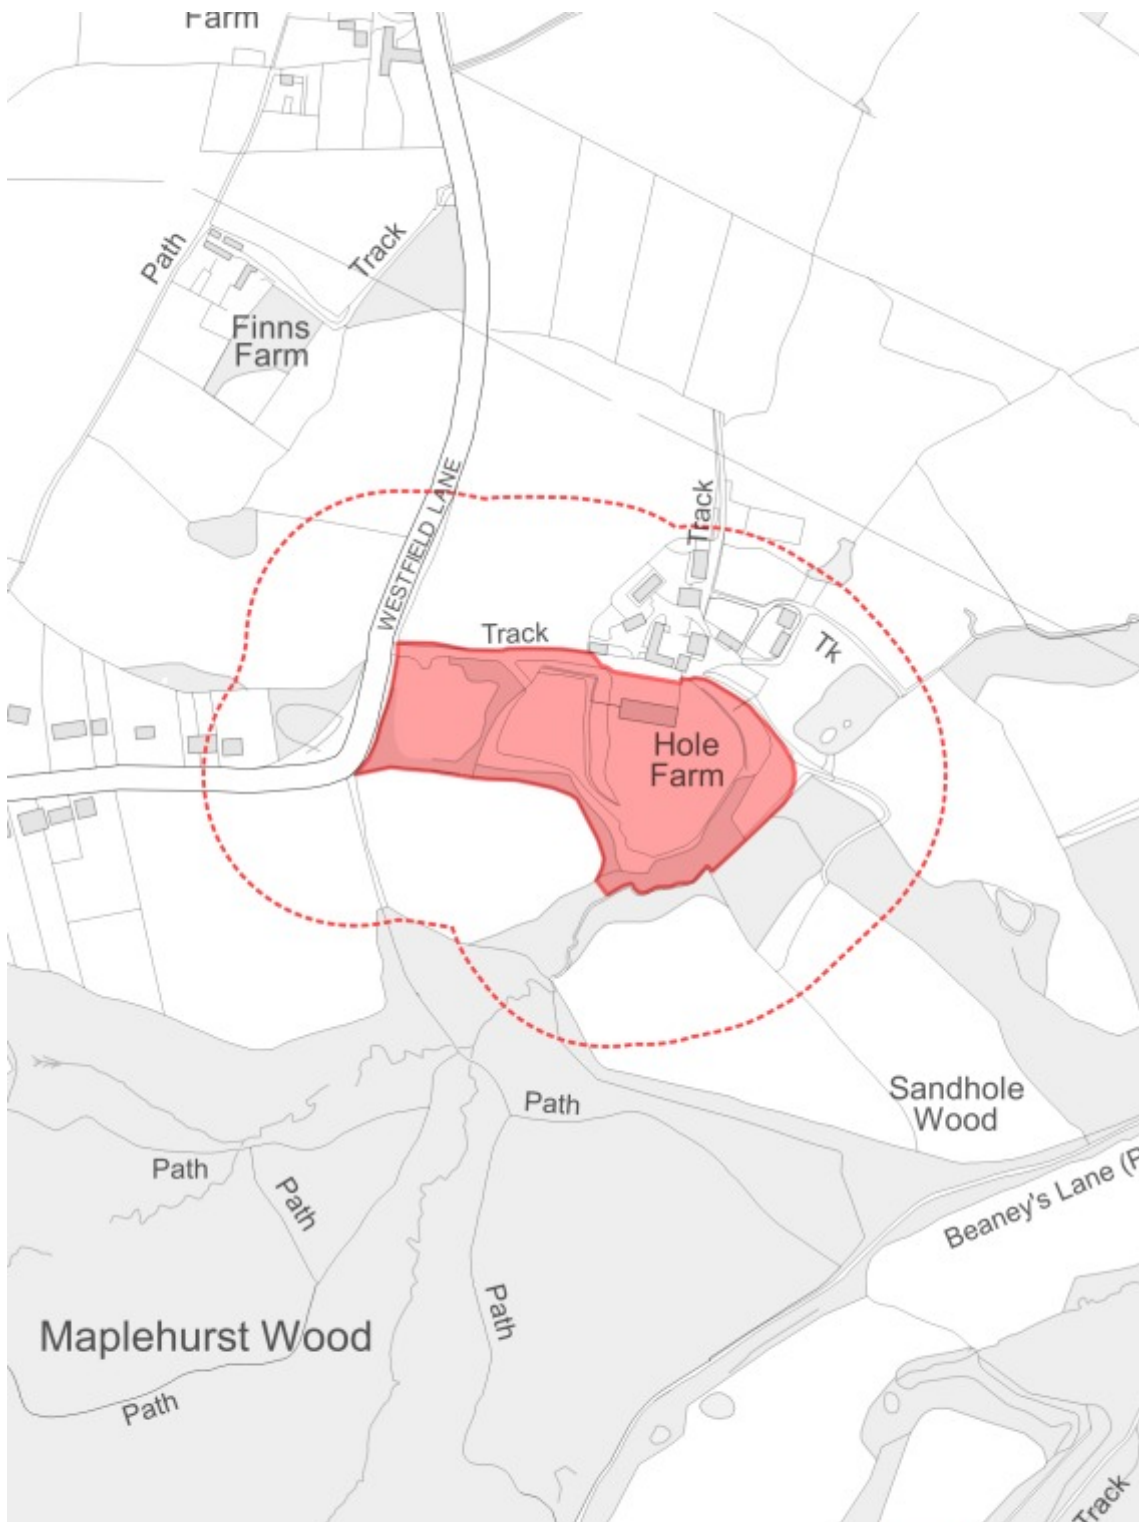 Farm
Path
Track
Finns
Farm
WESTFIELD LANE
Track
Track
Tk
Hole
Farm
Sandhole
Wood
Path
Path
Path
Beaney's Lane (P
Path
Maplehurst Wood
Path
Track